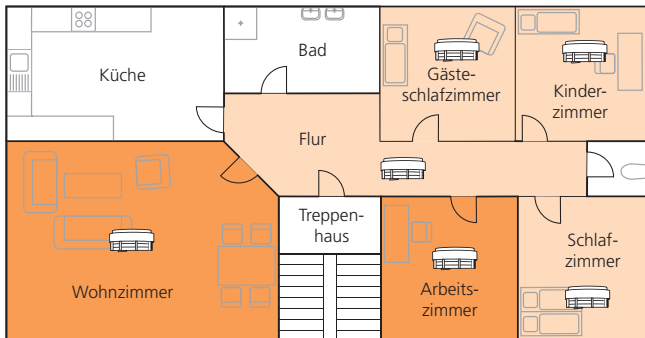 Küche
Bad
Gäste-
schlafzimmer
Kinder-
zimmer
Flur
Treppen-
haus
Schlaf-
zimmer
Wohnzimmer
Arbeits-
zimmer